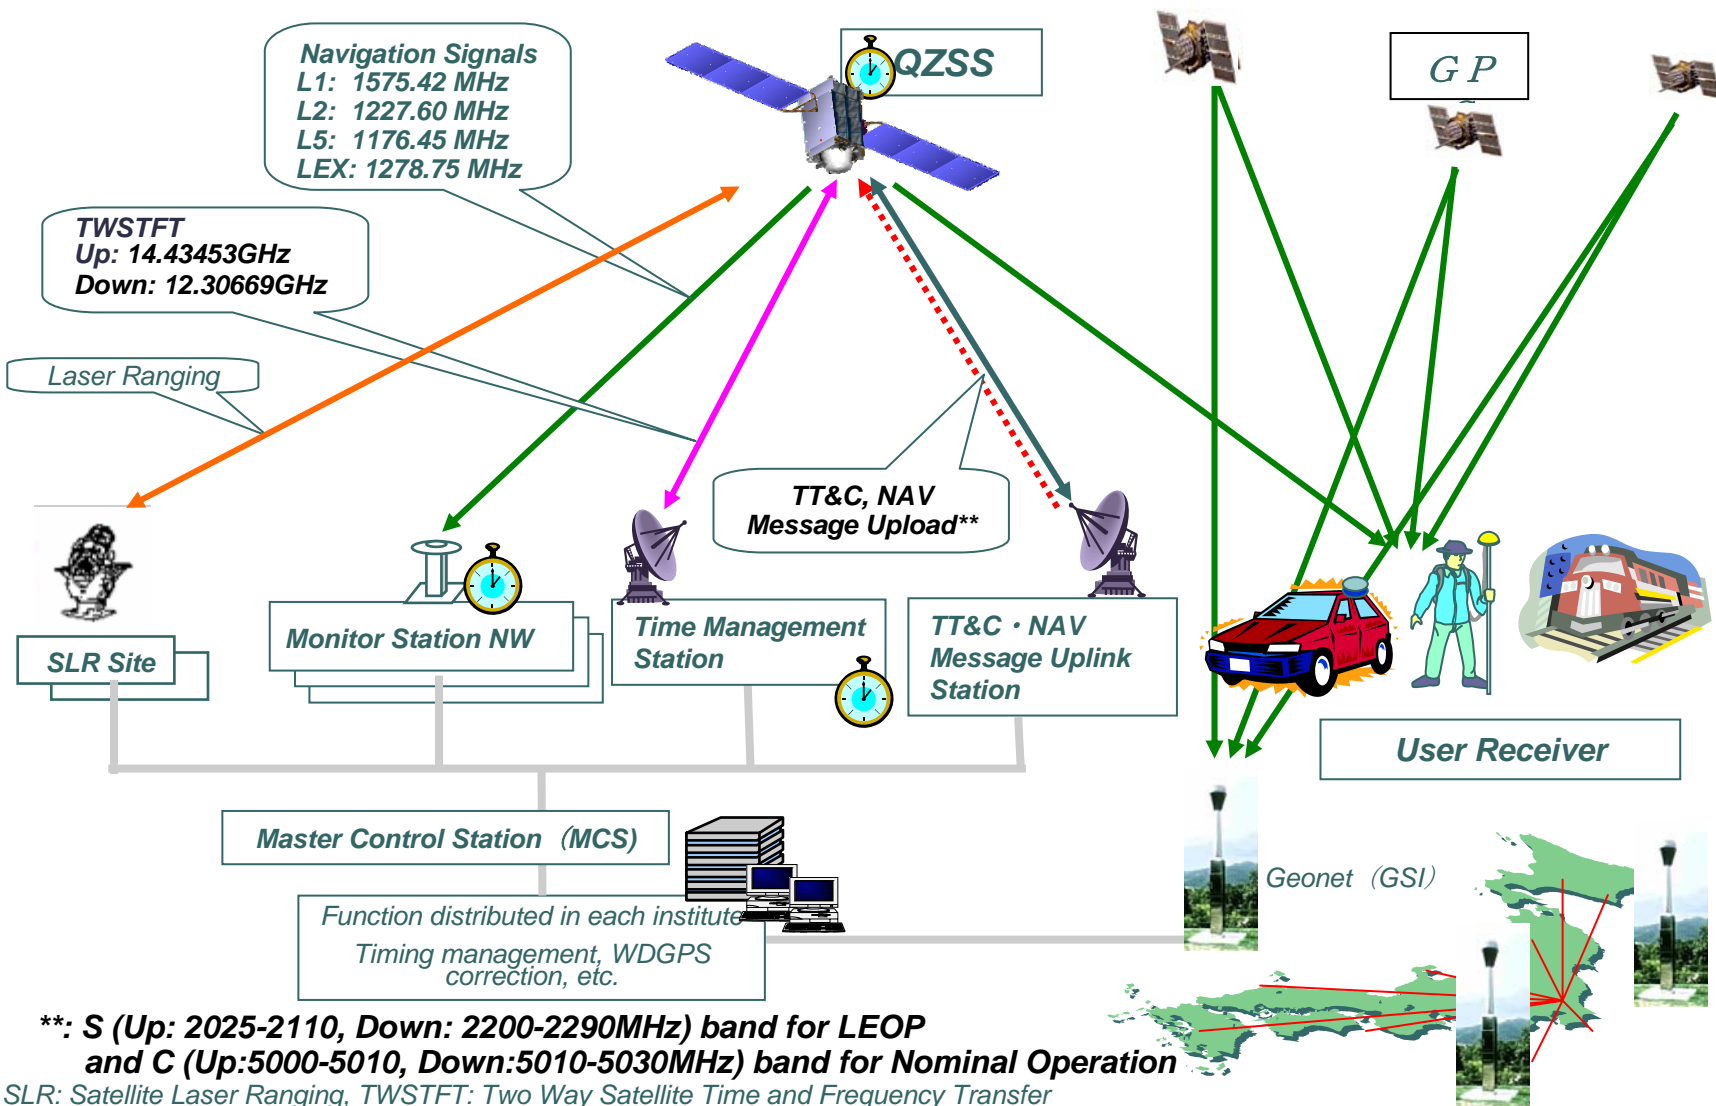 Navigation Signals
L1: 1575.42 MHz
L2: 1227.60 MHz
L5: 1176.45 MHz
LEX: 1278.75 MHz
QZSS
G P
TWSTFT
Up: 14.43453GHz
Down: 12.30669GHz
Laser Ranging
TT&C, NAV
Message Upload**
SLR Site
Monitor Station NW
Time Management
Station
TT&C・NAV
Message Uplink
Station
User Receiver
Master Control Station（MCS)
Geonet（GSI）
Function distributed in each institute
Timing management, WDGPS
correction, etc.
**: S (Up: 2025-2110, Down: 2200-2290MHz) band for LEOP
and C (Up:5000-5010, Down:5010-5030MHz) band for Nominal Operation
SLR: Satellite Laser Ranging, TWSTFT: Two Way Satellite Time and Frequency Transfer